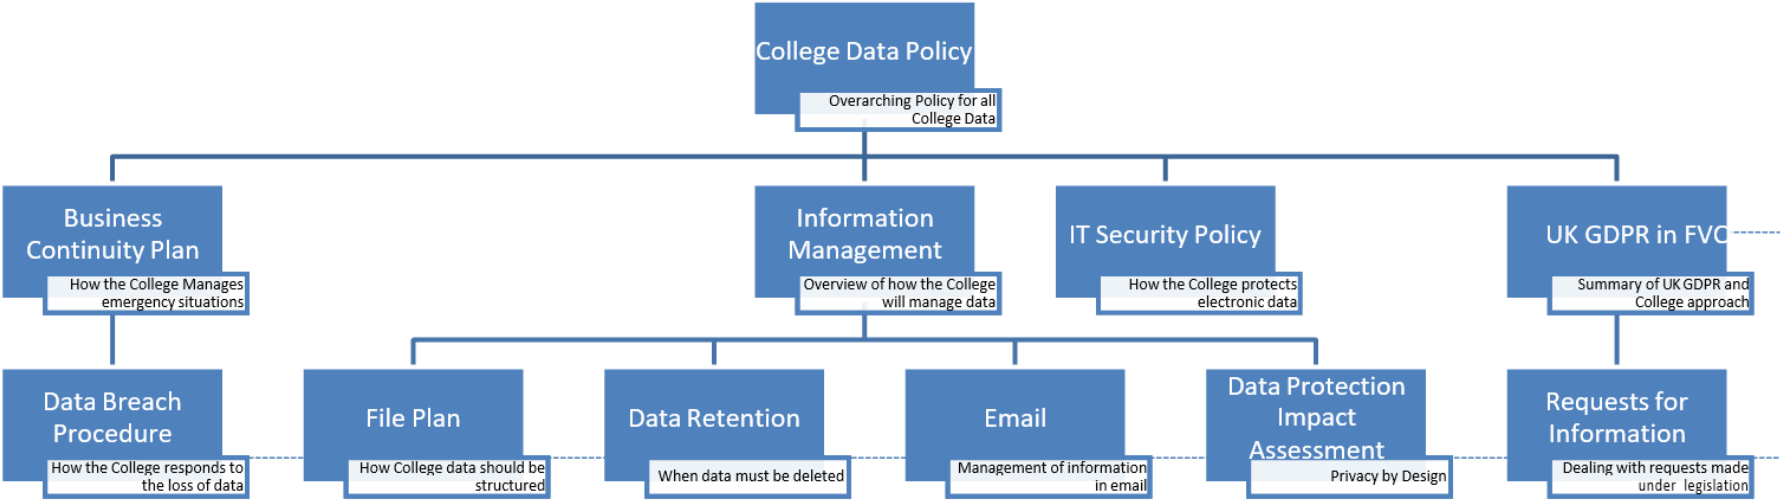 College Data Policy
Overarching Policy for all
College Data
Business
Continuity Plan
How the College Manages
emergency situations
Information
Management
Overview of how the College
will manage data
IT Security Policy
How the College protects
electronic data
UK GDPR in FVC
Summary of UK GDPR and
College approach
Data Breach
Procedure
How the College responds to
the loss of data
File Plan
How College data should be
structured
Data Retention
When data must be deleted
Email
Management of information
in email
Data Protection
Impact
Assessment
Privacy by Design
Requests for
Information
Dealing with requests made
under legislation